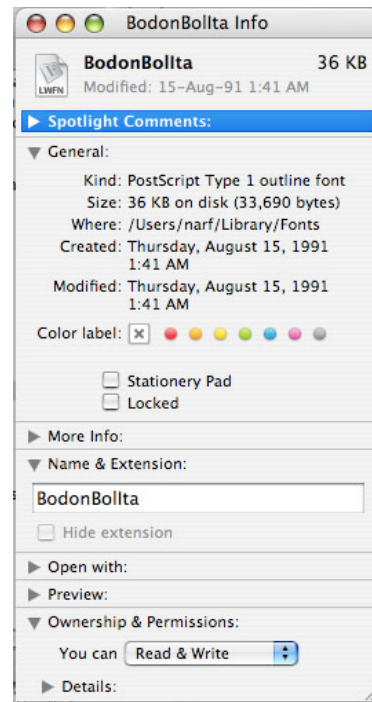 BodonBolIta Info
BodonBolIta 36 KB
Modified: 15-Aug-91 1:41 AM
LWFN
Spotlight Comments:
General:
Kind: PostScript Type 1 outline font
Size: 36 KB on disk (33,690 bytes)
Where: /Users/narf/Library/Fonts
Created: Thursday, August 15, 1991
1:41 AM
Modified: Thursday, August 15, 1991
1:41 AM
Color label:
Stationery Pad
Locked
More Info:
Name & Extension:
BodonBolIta
Hide extension
Open with:
Preview:
Ownership & Permissions:
You can Read & Write
Details: